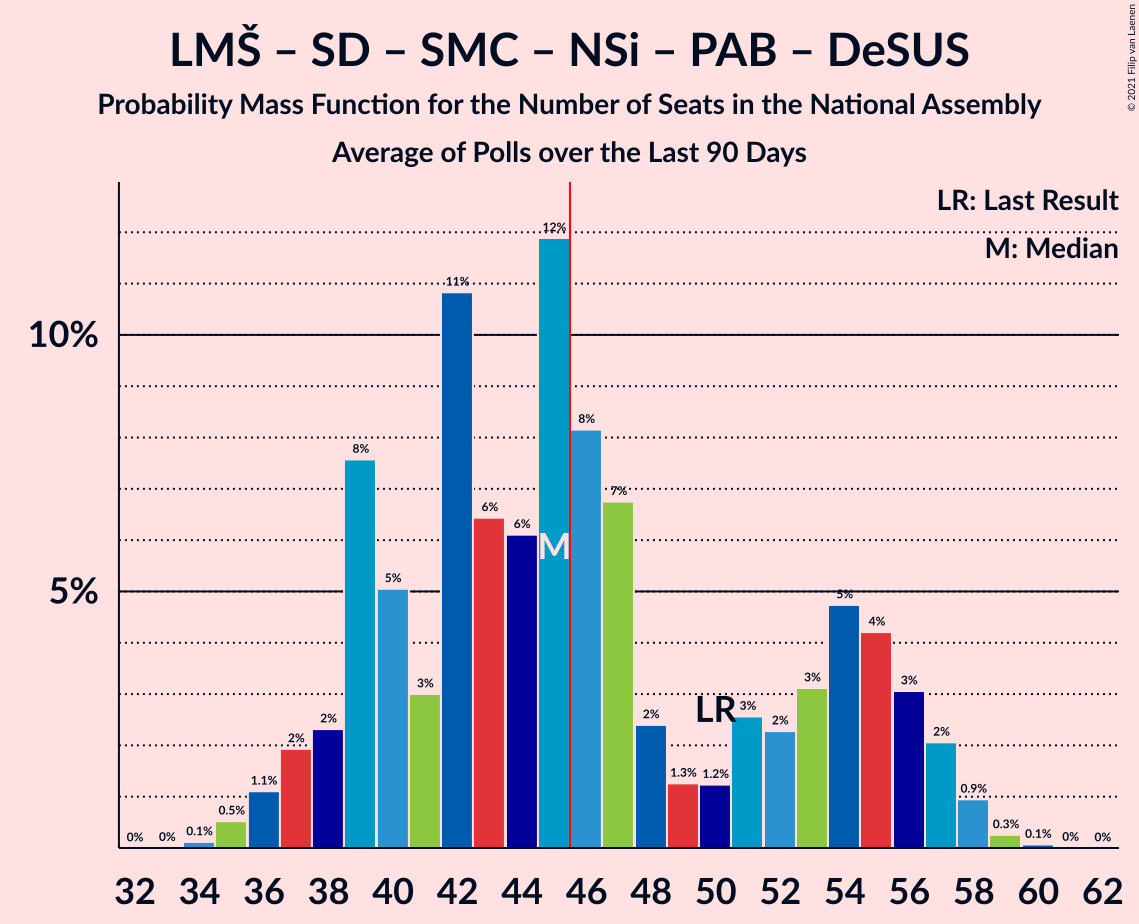 LMŠ – SD – SMC – NSi – PAB – DeSUS
Probability Mass Function for the Number of Seats in the National Assembly
Average of Polls over the Last 90 Days
© 2021 Filip van Laenen
LR: Last Result
M: Median
10%
5%
0% 0% 0.1% 0.5% 1.1% 2% 2% 8% 5% 3% 11% 6% 6% 12% 8% 7% 2% 1.3% 1.2% 3% 2% 3% 5% 4% 3% 2% 0.9% 0.3% 0.1% 0% 0%
M
LR
32 34 36 38 40 42 44 46 48 50 52 54 56 58 60 62